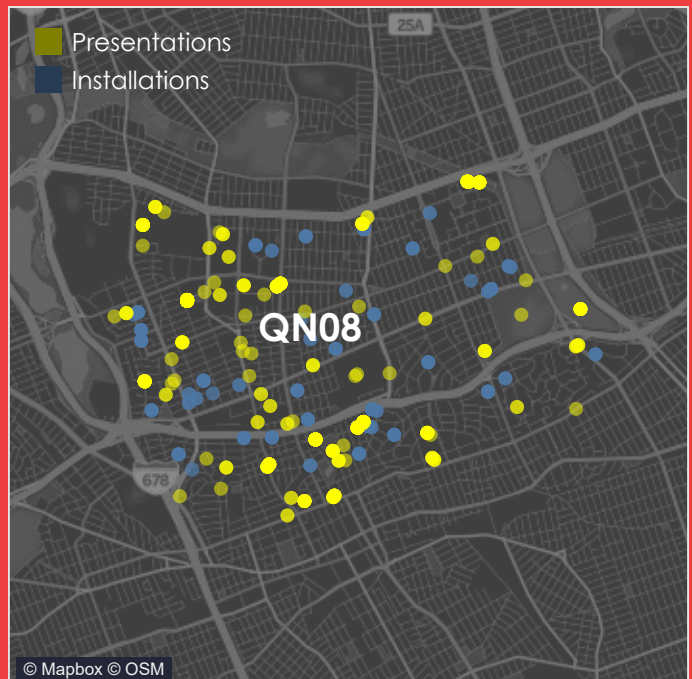 25A
Presentations
Installations
QN08
678
© Mapbox © OSM